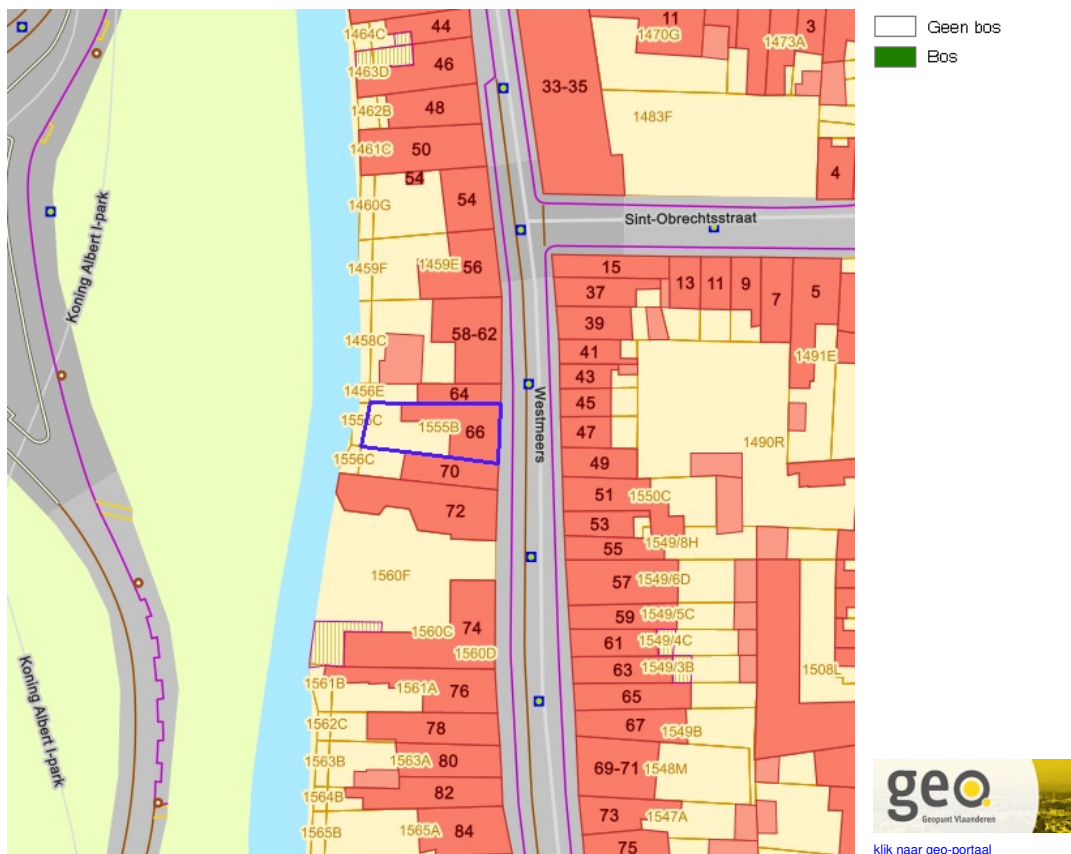 Geen bos
Bos
44
1464C
46
1463D
48
1462B
50
1461C
54
54
1460G
1459F
1459E
56
58-62
1458C
64
1456E
1555C
1555B
66
1556C
70
72
1560F
74
1560C
1560D
1561B
1561A
76
1562C
78
1563B
1563A
80
1564B
82
1565B
1565A
84
Koning Albert I-park
Koning Albert I-park
Westmeers
Sint-Obrechtsstraat
11
1470G
3
1473A
33-35
1483F
4
15
13
11
9
7
5
37
39
41
43
45
47
49
1491E
1490R
51
1550C
53
1549/8H
55
57
1549/6D
59
1549/5C
61
1549/4C
63
1549/3B
65
1508L
67
1549B
69-71
1548M
73
1547A
75
geo
Geopunt Vlaanderen
klik naar geo-portaal